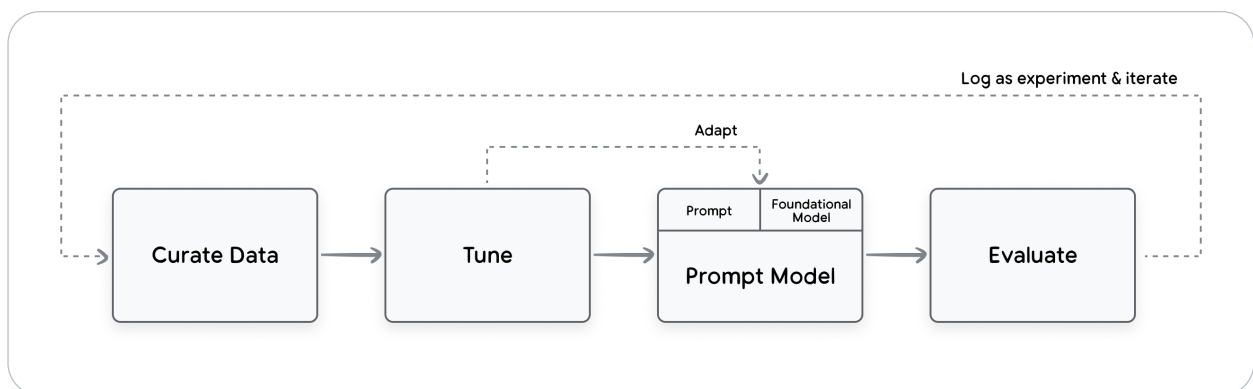 Log as experiment & iterate
Adapt
Curate Data
Tune
Prompt
Foundational
Model
Prompt Model
Evaluate